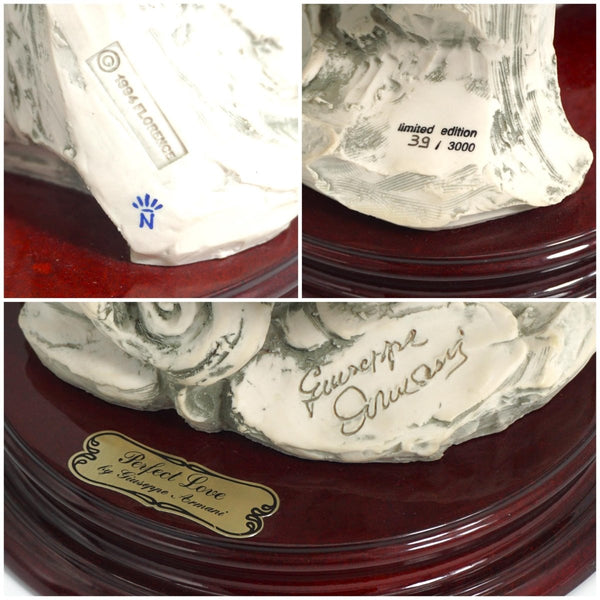 © 1994 FLORENCE
N
limited edition
39 / 3000
Giuseppe
Armani
Perfect Love
by Giuseppe Armani